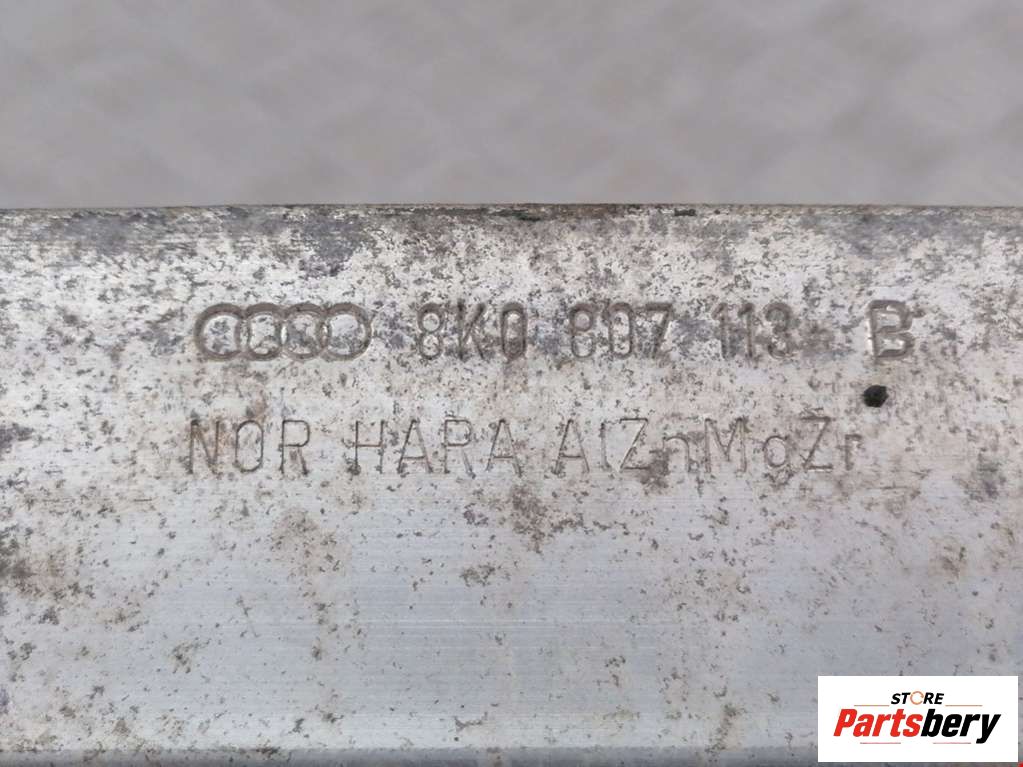 8K0 807 113 B
NOR HARA AlZnMgZr
STORE
Partsbery